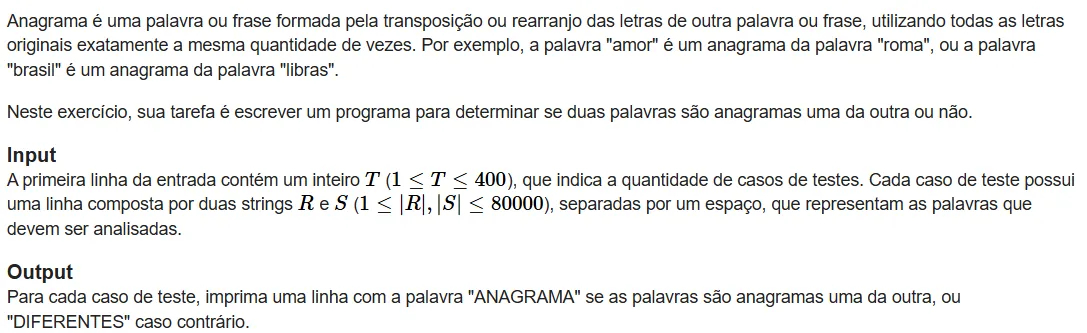 Anagrama é uma palavra ou frase formada pela transposição ou rearranjo das letras de outra palavra ou frase, utilizando todas as letras
originais exatamente a mesma quantidade de vezes. Por exemplo, a palavra "amor" é um anagrama da palavra "roma", ou a palavra
"brasil" é um anagrama da palavra "libras".
Neste exercício, sua tarefa é escrever um programa para determinar se duas palavras são anagramas uma da outra ou não.
Input
A primeira linha da entrada contém um inteiro T (1 ≤ T ≤ 400), que indica a quantidade de casos de testes. Cada caso de teste possui
uma linha composta por duas strings R e S (1 ≤ |R|, |S| ≤ 80000), separadas por um espaço, que representam as palavras que
devem ser analisadas.
Output
Para cada caso de teste, imprima uma linha com a palavra "ANAGRAMA" se as palavras são anagramas uma da outra, ou
"DIFERENTES" caso contrário.